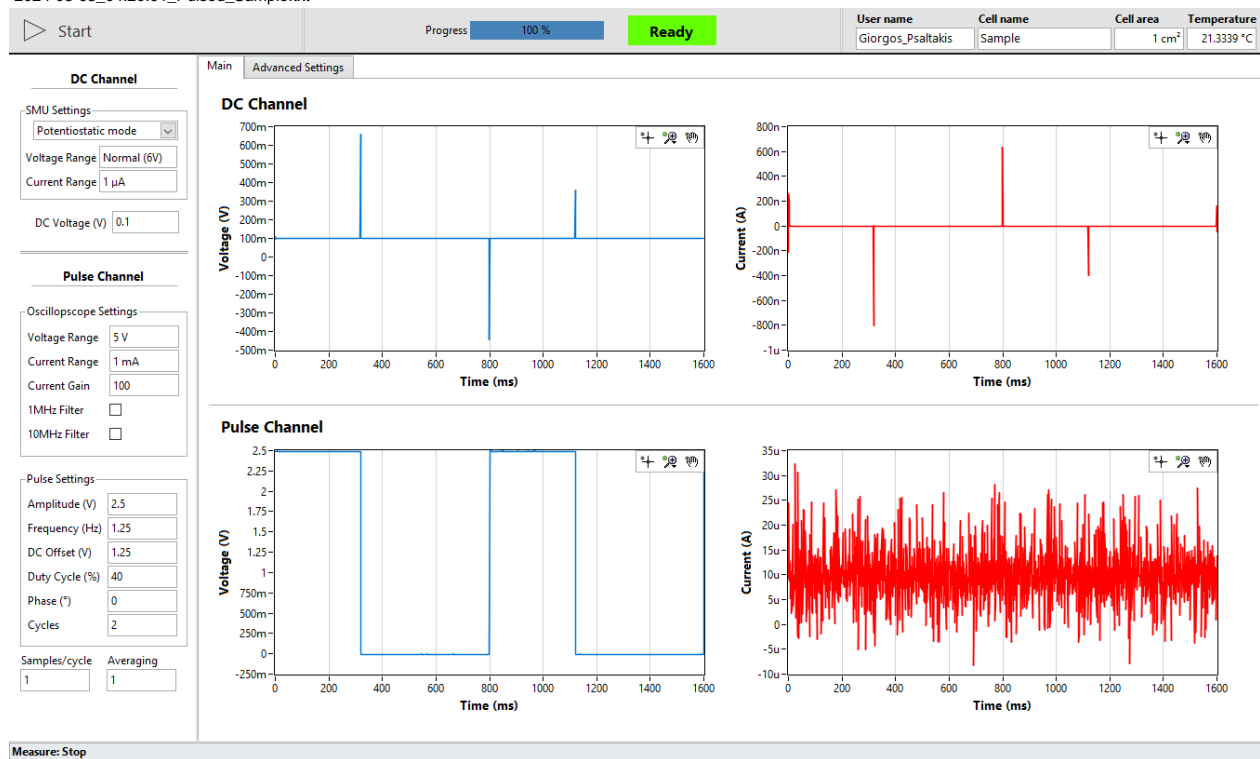 Start
Progress 100 % Ready
User name Cell name Cell area Temperature
Giorgos_Psaltakis Sample 1 cm² 21.3339 °C
Main Advanced Settings
DC Channel
SMU Settings
Potentiostatic mode
Voltage Range Normal (6V)
Current Range 1 µA
DC Voltage (V) 0.1
Pulse Channel
Oscillopscope Settings
Voltage Range 5 V
Current Range 1 mA
Current Gain 100
1MHz Filter
10MHz Filter
Pulse Settings
Amplitude (V) 2.5
Frequency (Hz) 1.25
DC Offset (V) 1.25
Duty Cycle (%) 40
Phase (°) 0
Cycles 2
Samples/cycle Averaging
1 1
DC Channel
Voltage (V)
700m
600m
500m
400m
300m
200m
100m
0
-100m
-200m
-300m
-400m
-500m
0 200 400 600 800 1000 1200 1400 1600
Time (ms)
Current (A)
800n
600n
400n
200n
0
-200n
-400n
-600n
-800n
-1u
0 200 400 600 800 1000 1200 1400 1600
Time (ms)
Pulse Channel
Voltage (V)
2.5
2.25
2
1.75
1.5
1.25
1
750m
500m
250m
0
-250m
0 200 400 600 800 1000 1200 1400 1600
Time (ms)
Current (A)
35u
30u
25u
20u
15u
10u
5u
0
-5u
-10u
0 200 400 600 800 1000 1200 1400 1600
Time (ms)
Measure: Stop